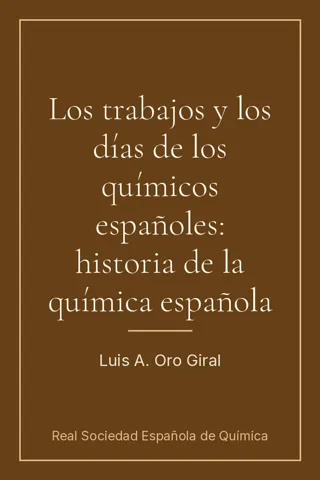 Los trabajos y los
días de los
químicos
españoles:
historia de la
química española
Luis A. Oro Giral
Real Sociedad Española de Química